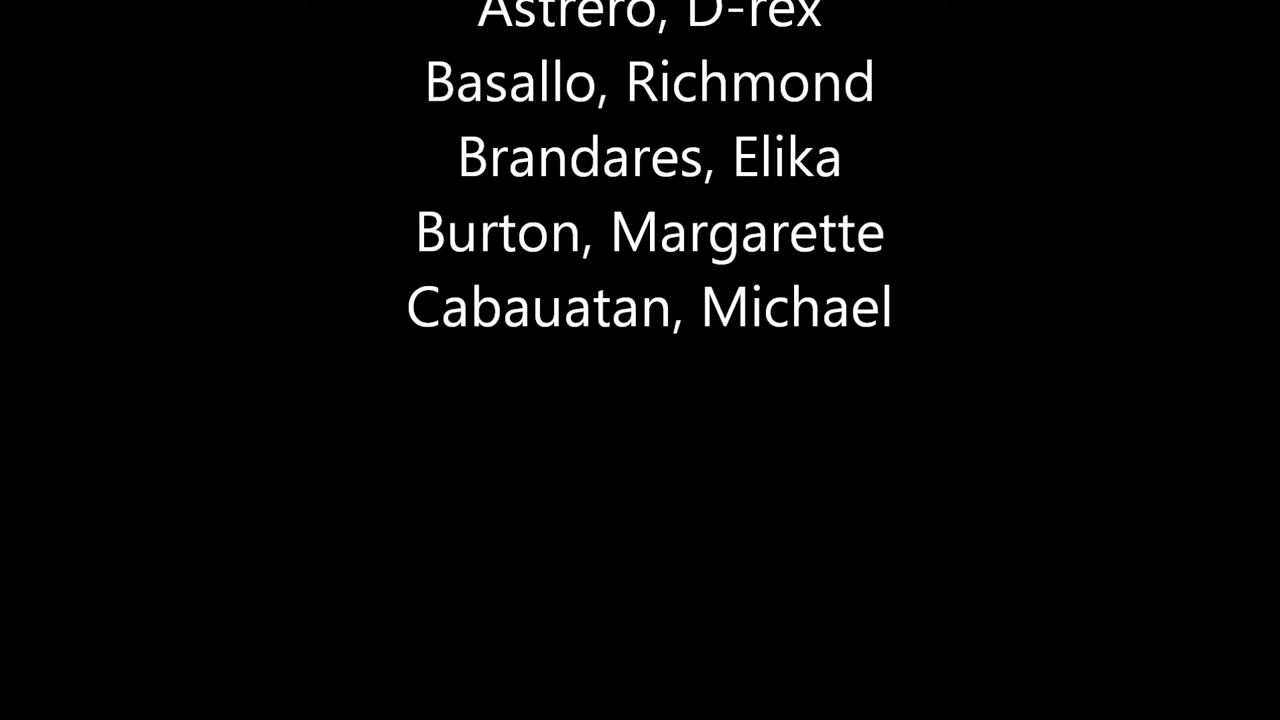 Astrero, D-rex
Basallo, Richmond
Brandares, Elika
Burton, Margarette
Cabauatan, Michael